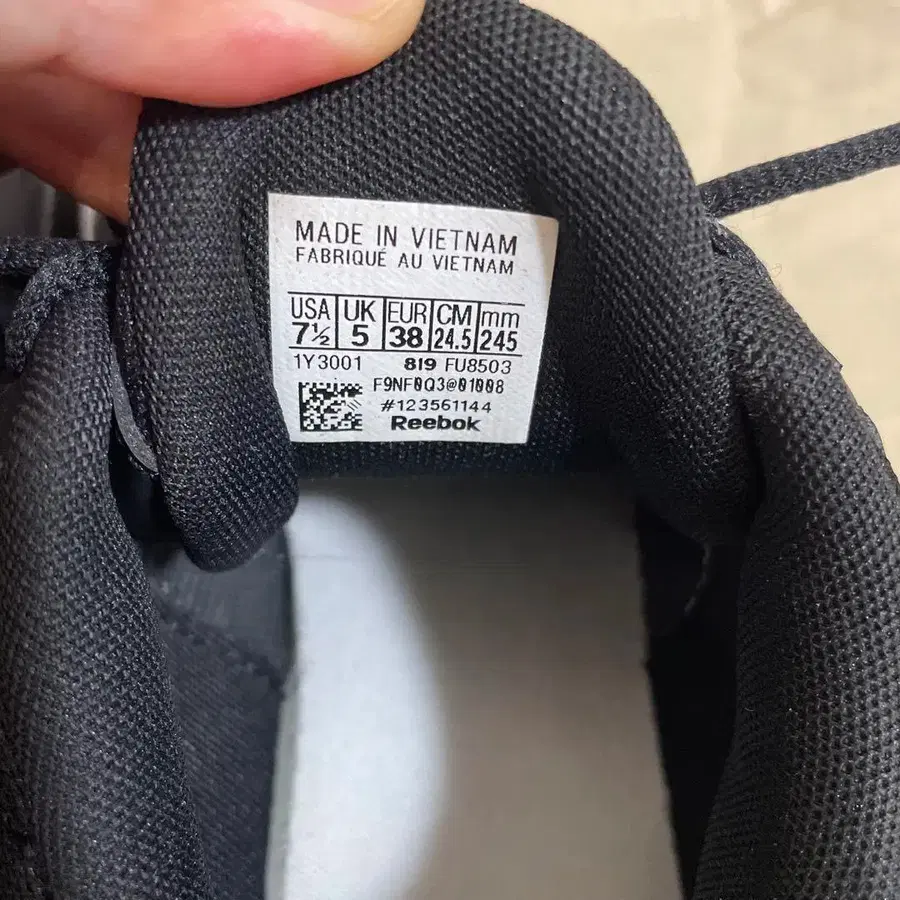 MADE IN VIETNAM
FABRIQUÉ AU VIETNAM
USA UK EUR CM mm
7½ 5 38 24.5 245
1Y3001 819 FU8503
F9NF0Q3@01008
#123561144
Reebok